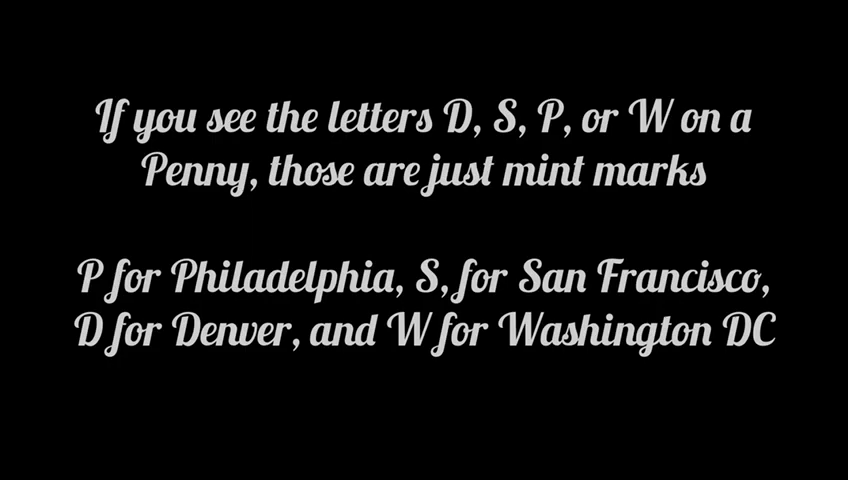 If you see the letters D, S, P, or W on a
Penny, those are just mint marks
P for Philadelphia, S, for San Francisco,
D for Denver, and W for Washington DC